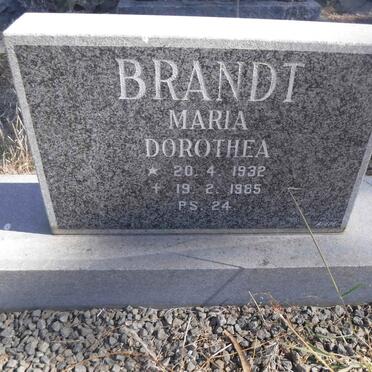 BRANDT
MARIA
DOROTHEA
* 20. 4. 1932
+ 19. 2. 1985
PS. 24